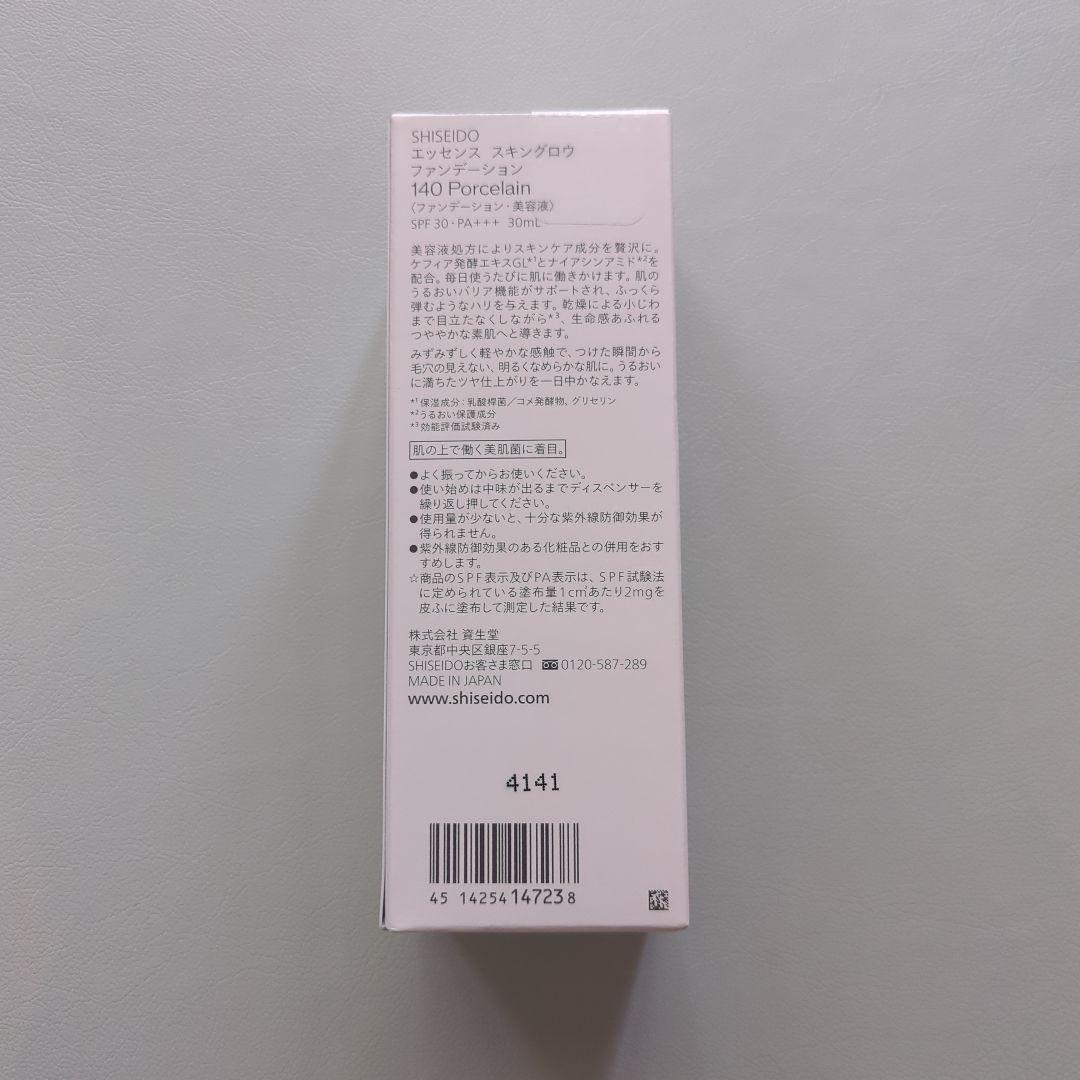 SHISEIDO
エッセンス スキングロウ
ファンデーション
140 Porcelain
〈ファンデーション・美容液〉
SPF 30・PA+++ 30mL
美容液処方によりスキンケア成分を贅沢に。
ケフィア発酵エキスGL*1とナイアシンアミド*2を
配合。毎日使うたびに肌に働きかけます。肌の
うるおいバリア機能がサポートされ、ふっくら
弾むようなハリを与えます。乾燥による小じわ
まで目立たなくしながら*3、生命感あふれる
つややかな素肌へと導きます。
みずみずしく軽やかな感触で、つけた瞬間から
毛穴の見えない、明るくなめらかな肌に。うるおい
に満ちたツヤ仕上がりを一日中かなえます。
*1 保湿成分：乳酸桿菌／コメ発酵物, グリセリン
*2 うるおい保護成分
*3 効能評価試験済み
肌の上で働く美肌菌に着目。
●よく振ってからお使いください。
●使い始めは中味が出るまでディスペンサーを
繰り返し押してください。
●使用量が少ないと、十分な紫外線防御効果が
得られません。
●紫外線防御効果のある化粧品との併用をおす
すめします。
☆商品のSPF表示及びPA表示は、SPF試験法
に定められている塗布量1c㎡あたり2mgを
皮ふに塗布して測定した結果です。
株式会社 資生堂
東京都中央区銀座7-5-5
SHISEIDOお客さま窓口 0120-587-289
MADE IN JAPAN
www.shiseido.com
4141
45 14254 14723 8